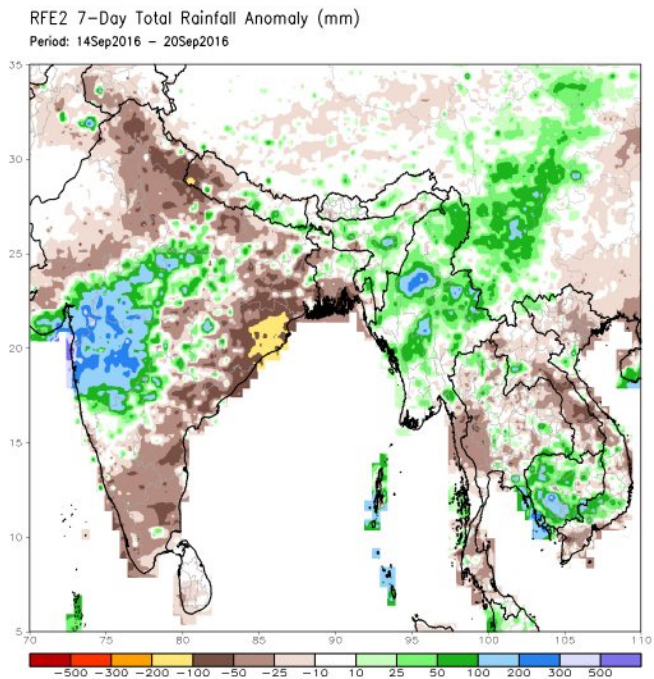 RFE2 7-Day Total Rainfall Anomaly (mm)
Period: 14Sep2016 – 20Sep2016
35
30
25
20
15
10
5
70 75 80 85 90 95 100 105 110
-500 -300 -200 -100 -50 -25 -10 10 25 50 100 200 300 500